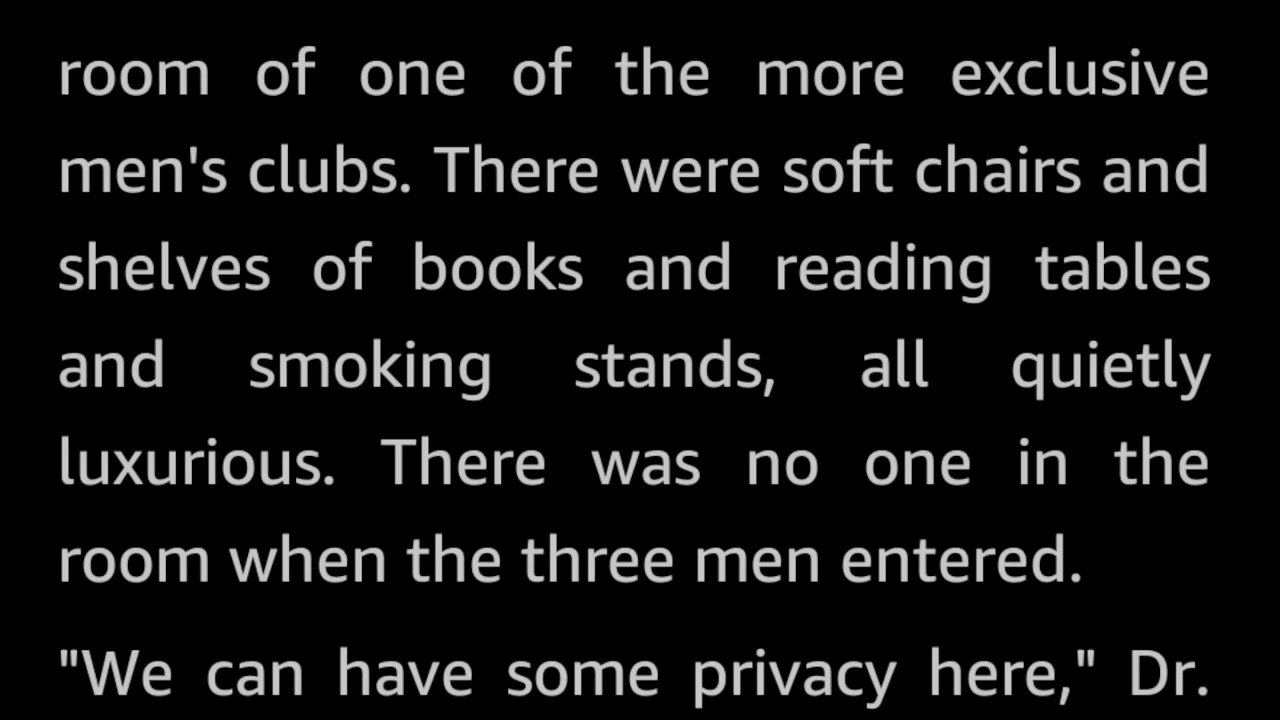 room of one of the more exclusive
men's clubs. There were soft chairs and
shelves of books and reading tables
and smoking stands, all quietly
luxurious. There was no one in the
room when the three men entered.
"We can have some privacy here," Dr.